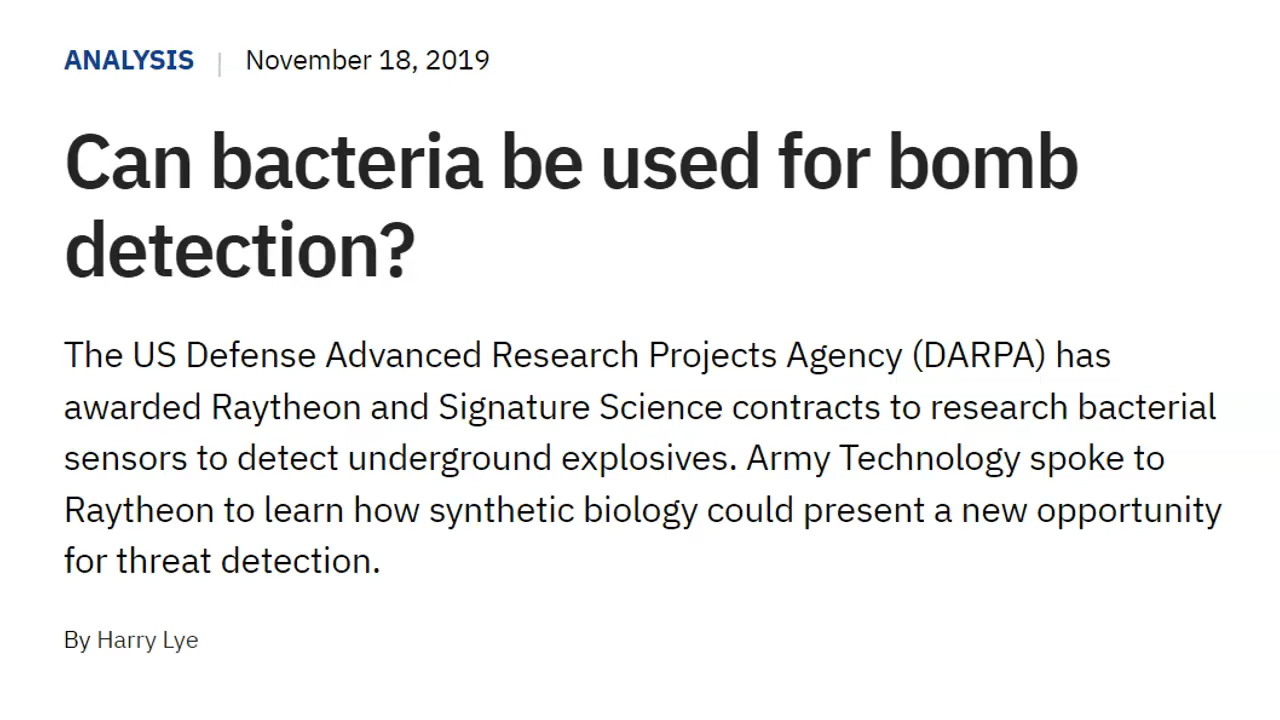 ANALYSIS | November 18, 2019
Can bacteria be used for bomb
detection?
The US Defense Advanced Research Projects Agency (DARPA) has
awarded Raytheon and Signature Science contracts to research bacterial
sensors to detect underground explosives. Army Technology spoke to
Raytheon to learn how synthetic biology could present a new opportunity
for threat detection.
By Harry Lye